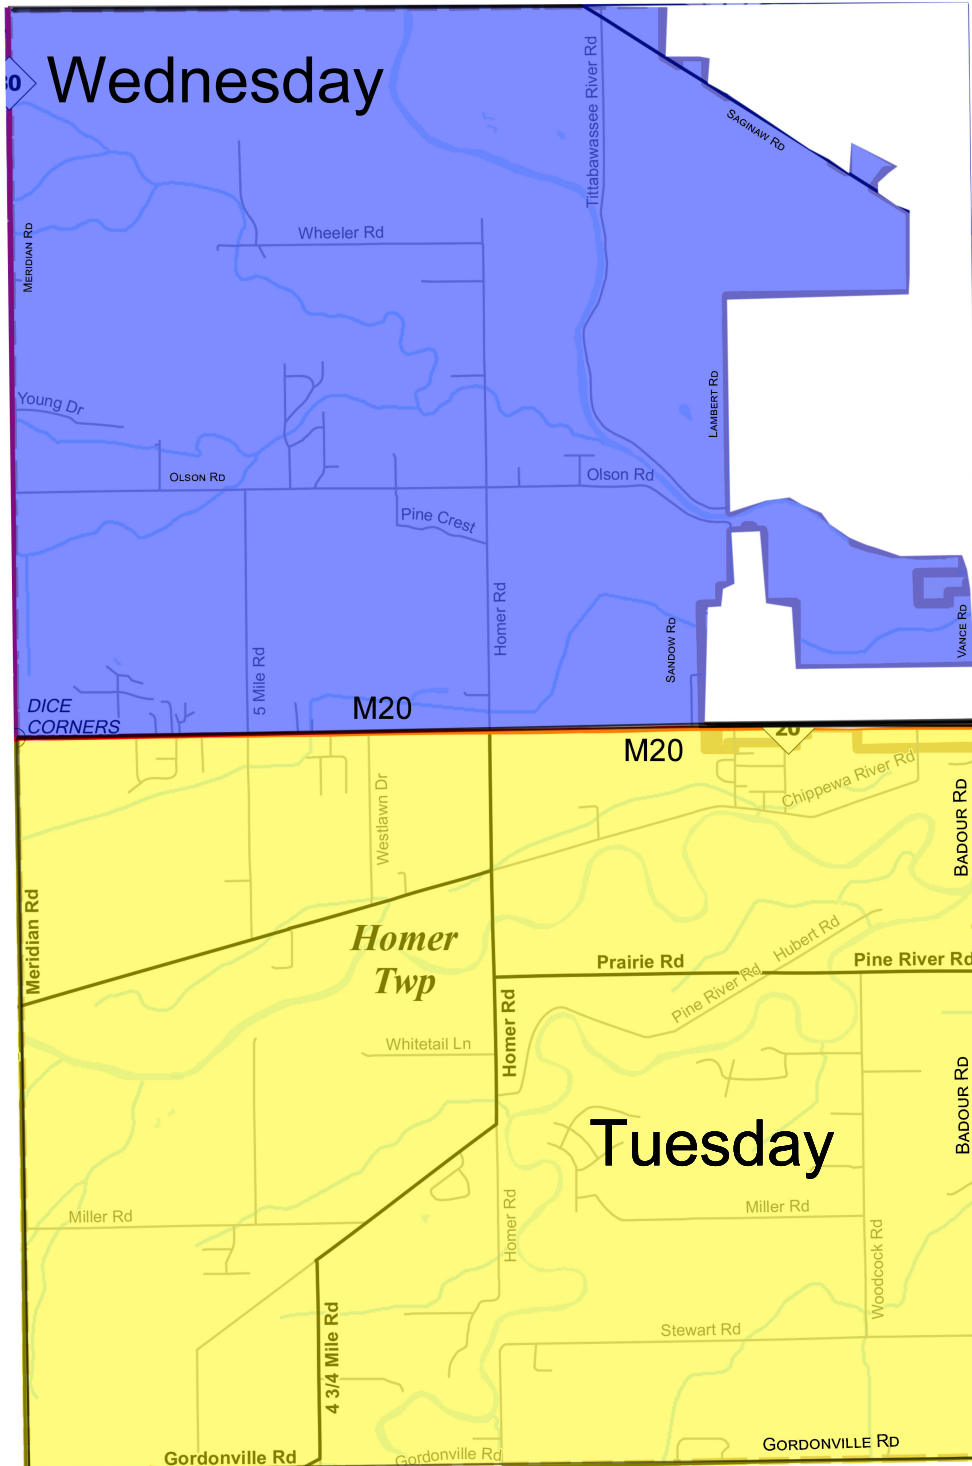 Wednesday
30
Tittabawassee River Rd
SAGINAW RD
MERIDIAN RD
Wheeler Rd
LAMBERT RD
Young Dr
OLSON RD
Olson Rd
Pine Crest
Homer Rd
5 Mile Rd
SANDOW RD
VANCE RD
DICE
CORNERS
M20
M20
20
Chippewa River Rd
BADOUR RD
Westlawn Dr
Meridian Rd
Homer
Twp
Hubert Rd
Prairie Rd
Pine River Rd
Pine River Rd
Homer Rd
Whitetail Ln
BADOUR RD
Tuesday
Miller Rd
Homer Rd
Miller Rd
Woodcock Rd
4 3/4 Mile Rd
Stewart Rd
Gordonville Rd
Gordonville Rd
GORDONVILLE RD